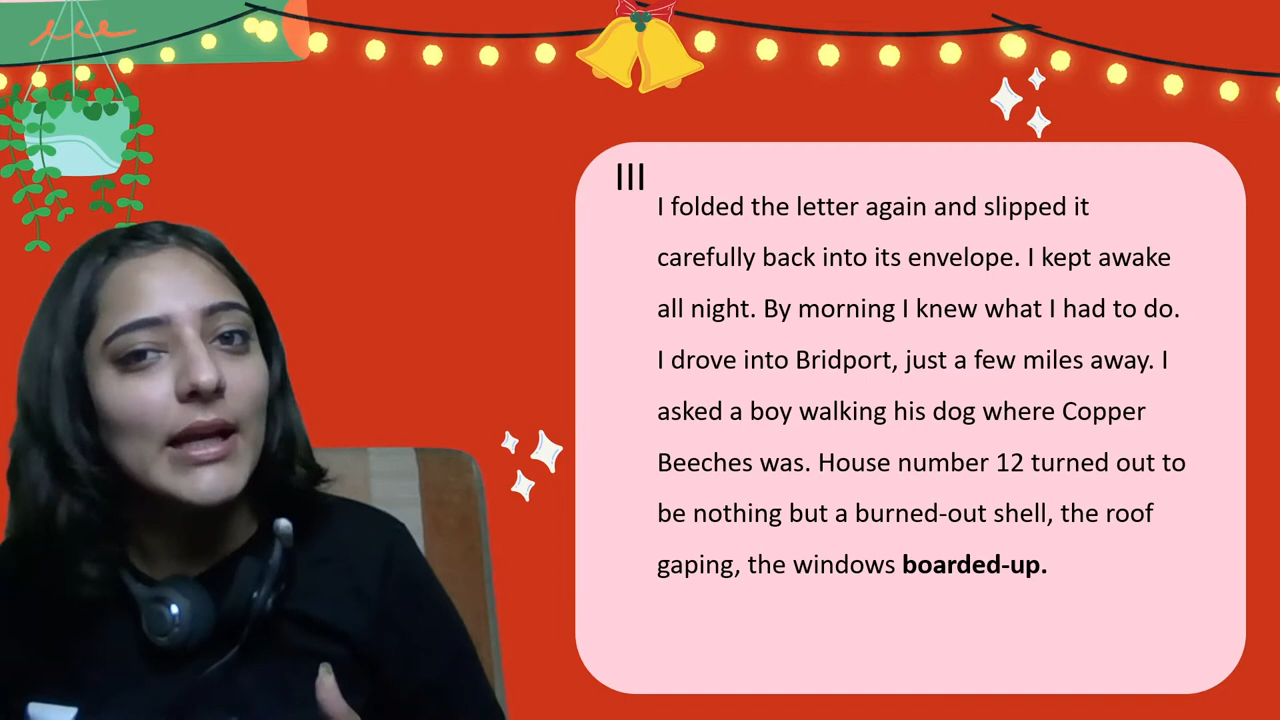 III
I folded the letter again and slipped it
carefully back into its envelope. I kept awake
all night. By morning I knew what I had to do.
I drove into Bridport, just a few miles away. I
asked a boy walking his dog where Copper
Beeches was. House number 12 turned out to
be nothing but a burned-out shell, the roof
gaping, the windows boarded-up.